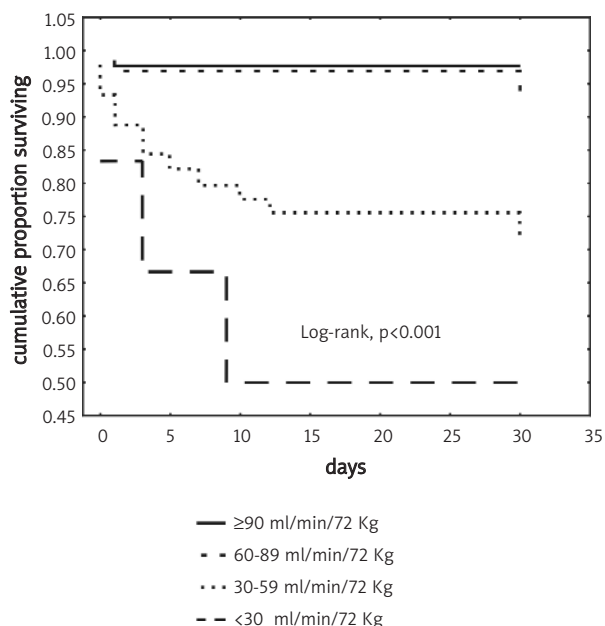 cumulative proportion surviving
1.05
1.00
0.95
0.90
0.85
0.80
0.75
0.70
0.65
0.60
0.55
0.50
0.45
Log-rank, p<0.001
0 5 10 15 20 25 30 35
days
≥90 ml/min/72 Kg
60-89 ml/min/72 Kg
30-59 ml/min/72 Kg
<30 ml/min/72 Kg